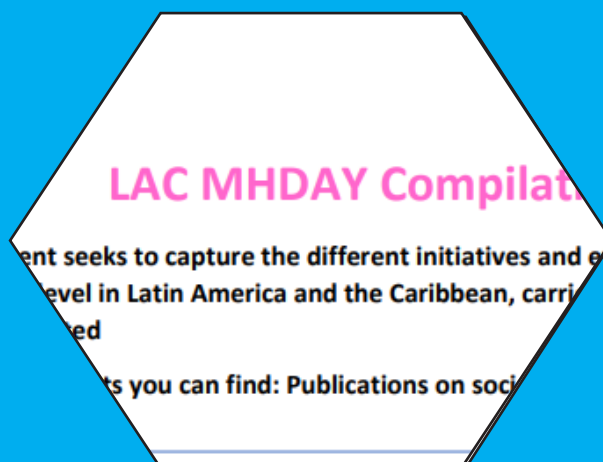 LAC MHDAY Compilati
ent seeks to capture the different initiatives and e
evel in Latin America and the Caribbean, carri
ted
ts you can find: Publications on soci